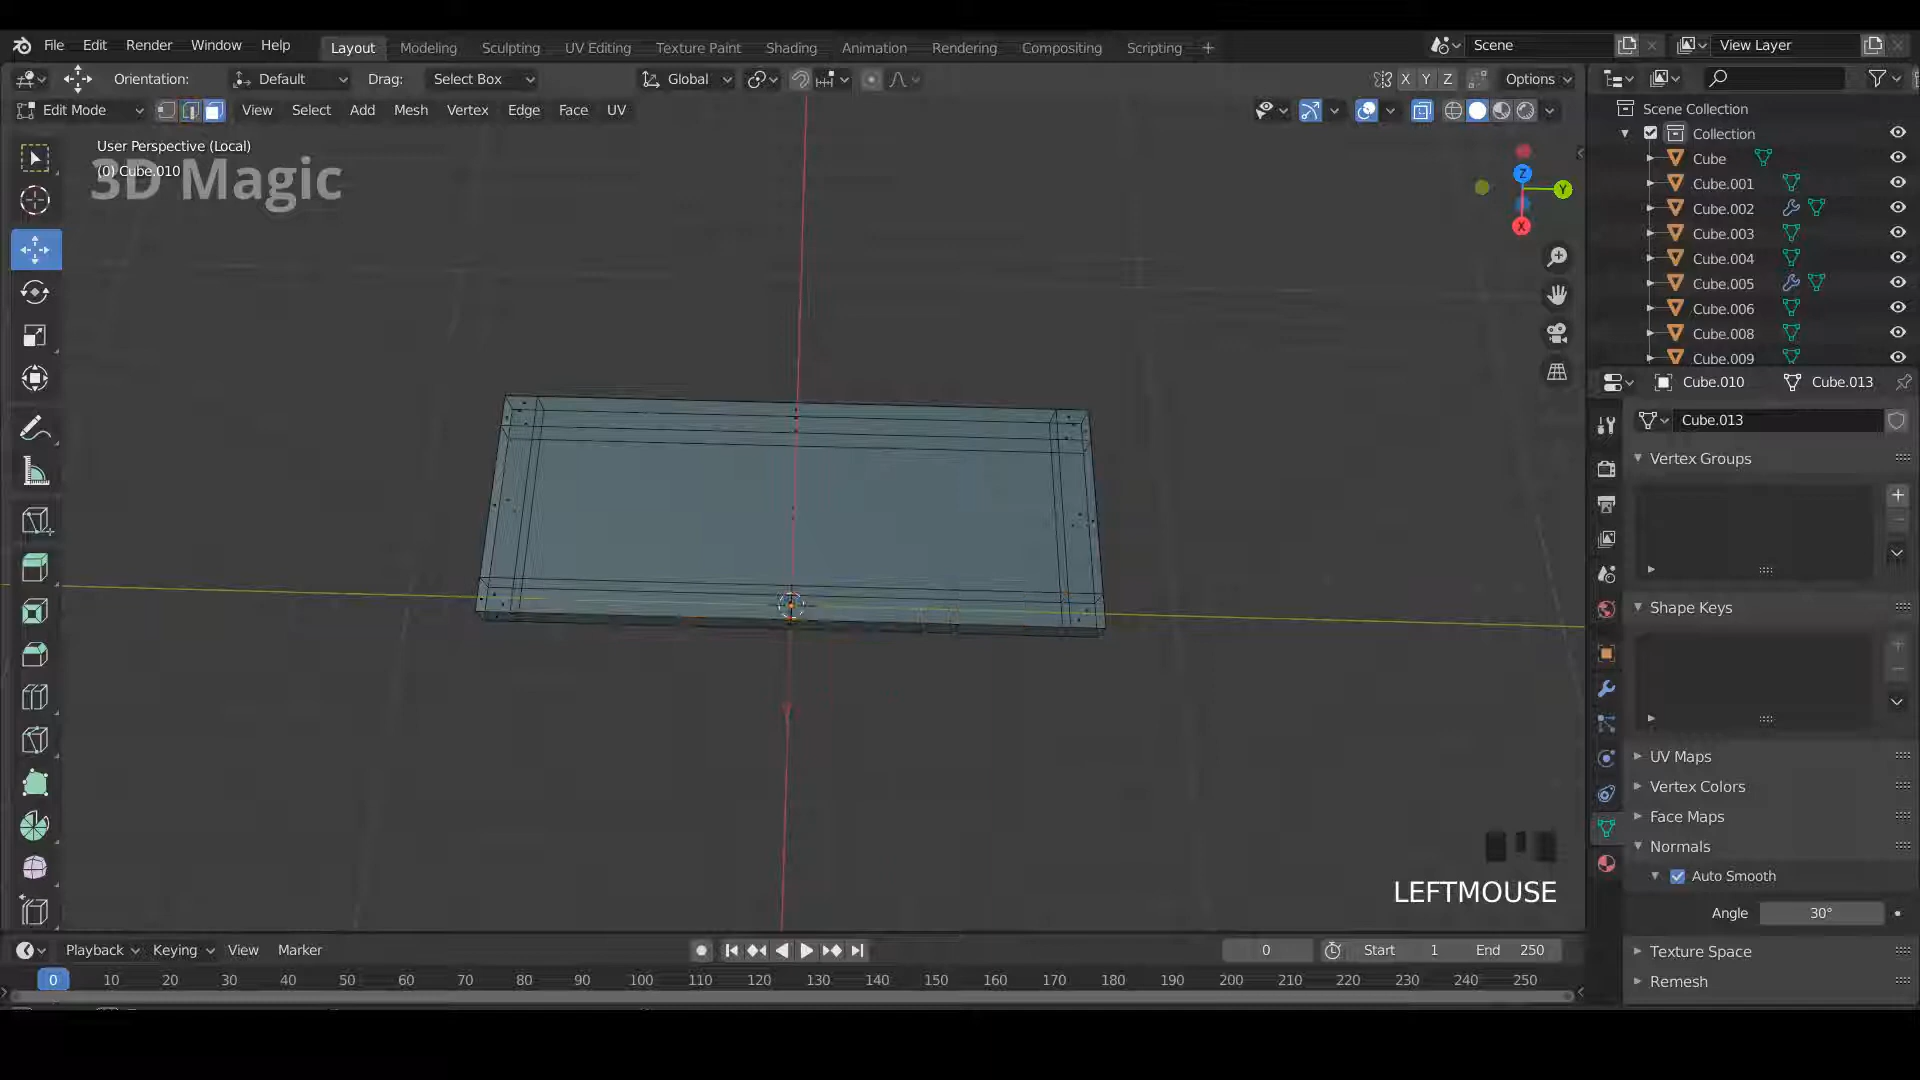 File Edit Render Window Help Layout Modeling Sculpting UV Editing Texture Paint Shading Animation Rendering Compositing Scripting + Scene View Layer
Orientation: Default Drag: Select Box Global X Y Z Options
Edit Mode View Select Add Mesh Vertex Edge Face UV
User Perspective (Local)
(0) Cube.010
3D Magic
Z
Y
X
Scene Collection
Collection
Cube
Cube.001
Cube.002
Cube.003
Cube.004
Cube.005
Cube.006
Cube.008
Cube.009
Cube.010 Cube.013
Cube.013
Vertex Groups
Shape Keys
UV Maps
Vertex Colors
Face Maps
Normals
Auto Smooth
Angle 30°
Texture Space
Remesh
LEFTMOUSE
Playback Keying View Marker 0 Start 1 End 250
0 10 20 30 40 50 60 70 80 90 100 110 120 130 140 150 160 170 180 190 200 210 220 230 240 250